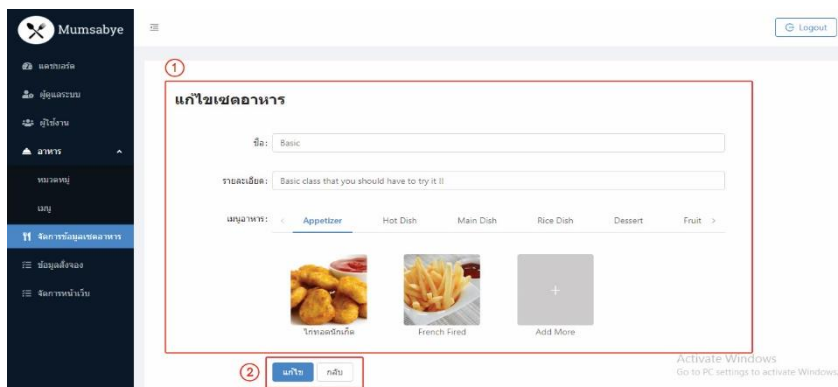 Mumsabye
Logout
แดชบอร์ด
ผู้ดูแลระบบ
ผู้ใช้งาน
อาหาร
หมวดหมู่
เมนู
จัดการข้อมูลเซตอาหาร
ข้อมูลสั่งจอง
จัดการหน้าเว็บ
1
แก้ไขเซตอาหาร
ชื่อ: Basic
รายละเอียด: Basic class that you should have to try it !!
เมนูอาหาร: < Appetizer Hot Dish Main Dish Rice Dish Dessert Fruit >
+
ไก่ทอดนักเก็ต French Fired Add More
2 แก้ไข กลับ
Activate Windows
Go to PC settings to activate Windows